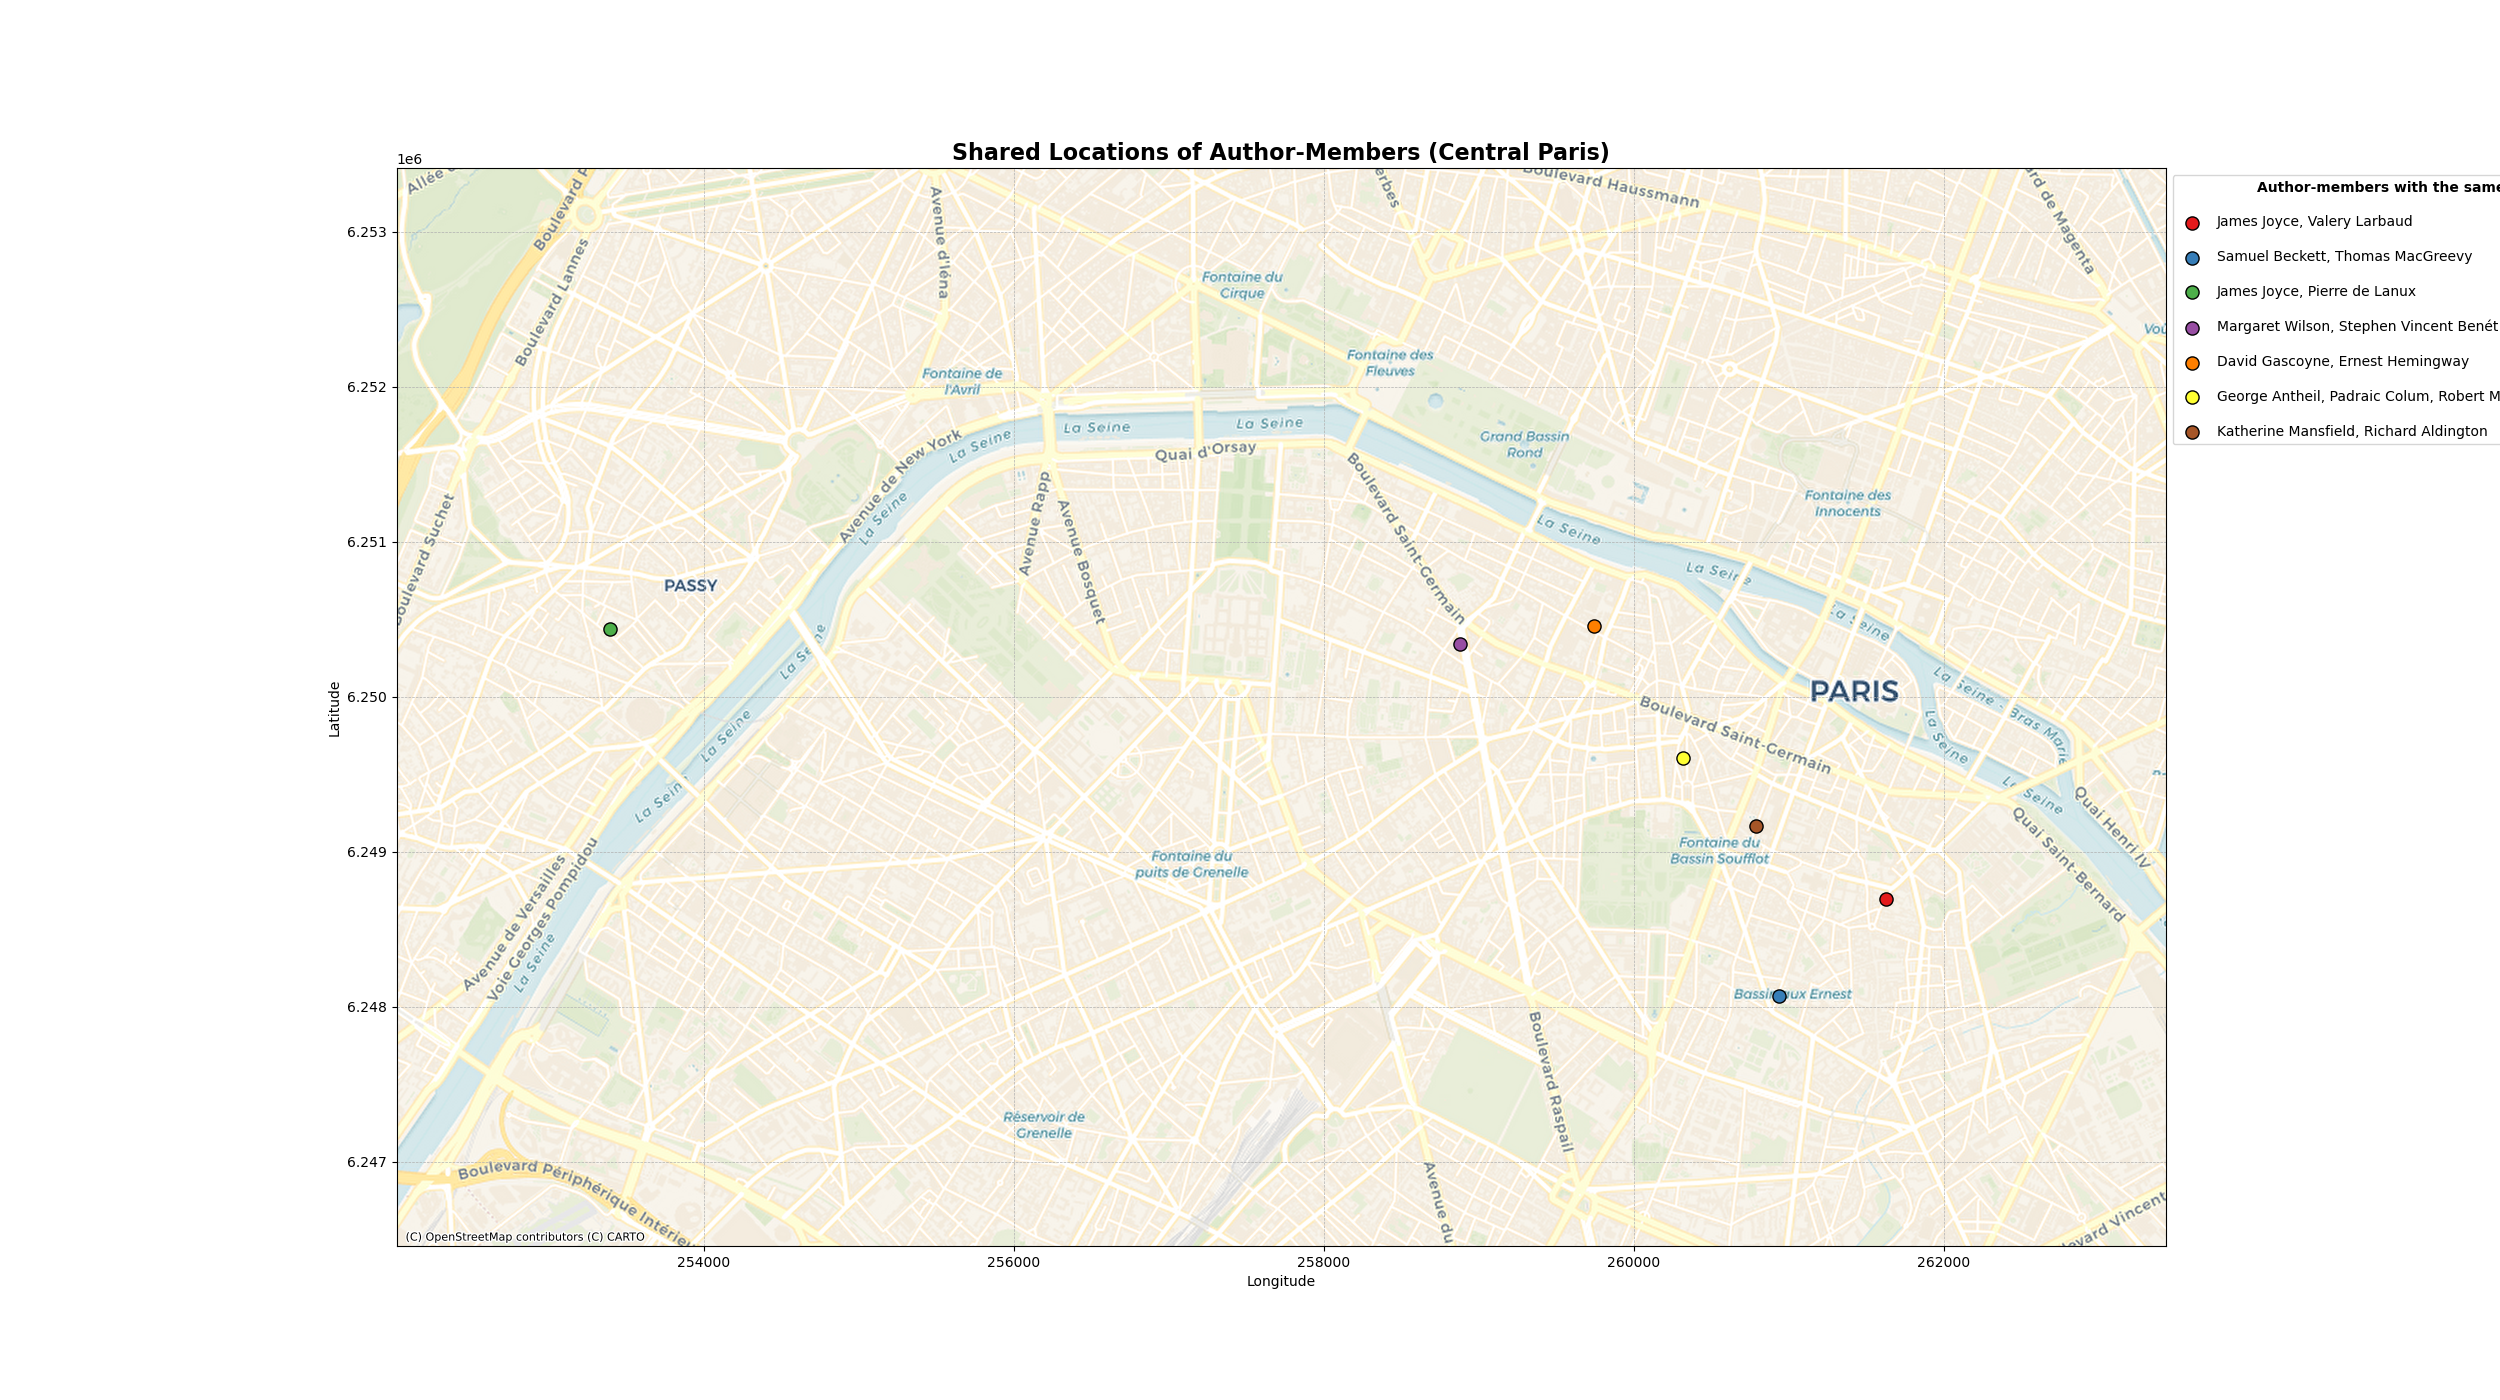 Shared Locations of Author-Members (Central Paris)
1e6
6.253
6.252
6.251
6.250
6.249
6.248
6.247
Latitude
254000
256000
258000
260000
262000
Longitude
Author-members with the same
James Joyce, Valery Larbaud
Samuel Beckett, Thomas MacGreevy
James Joyce, Pierre de Lanux
Margaret Wilson, Stephen Vincent Benét
David Gascoyne, Ernest Hemingway
George Antheil, Padraic Colum, Robert M
Katherine Mansfield, Richard Aldington
Allée
Boulevard P
Boulevard Lannes
Avenue d'Iéna
erbes
Boulevard Haussmann
rd de Magenta
Fontaine du
Cirque
Fontaine des
Fleuves
Voû
Fontaine de
l'Avril
Avenue de New York
La Seine
La Seine
La Seine
La Seine
Quai d'Orsay
Grand Bassin
Rond
Boulevard Suchet
Avenue Rapp
Avenue Bosquet
Boulevard Saint-Germain
La Seine
Fontaine des
Innocents
La Seine
La Seine
PASSY
La Seine
La Seine
La Seine
PARIS
La Seine - Bras Marie
La Seine
La Seine
Boulevard Saint-Germain
Quai Henri IV
Quai Saint-Bernard
Avenue de Versailles
Voie Georges Pompidou
La Seine
Fontaine du
puits de Grenelle
Fontaine du
Bassin Soufflot
Bassin aux Ernest
Boulevard Raspail
Réservoir de
Grenelle
Avenue du
Boulevard Périphérique Intérieu
levard Vincent
(C) OpenStreetMap contributors (C) CARTO